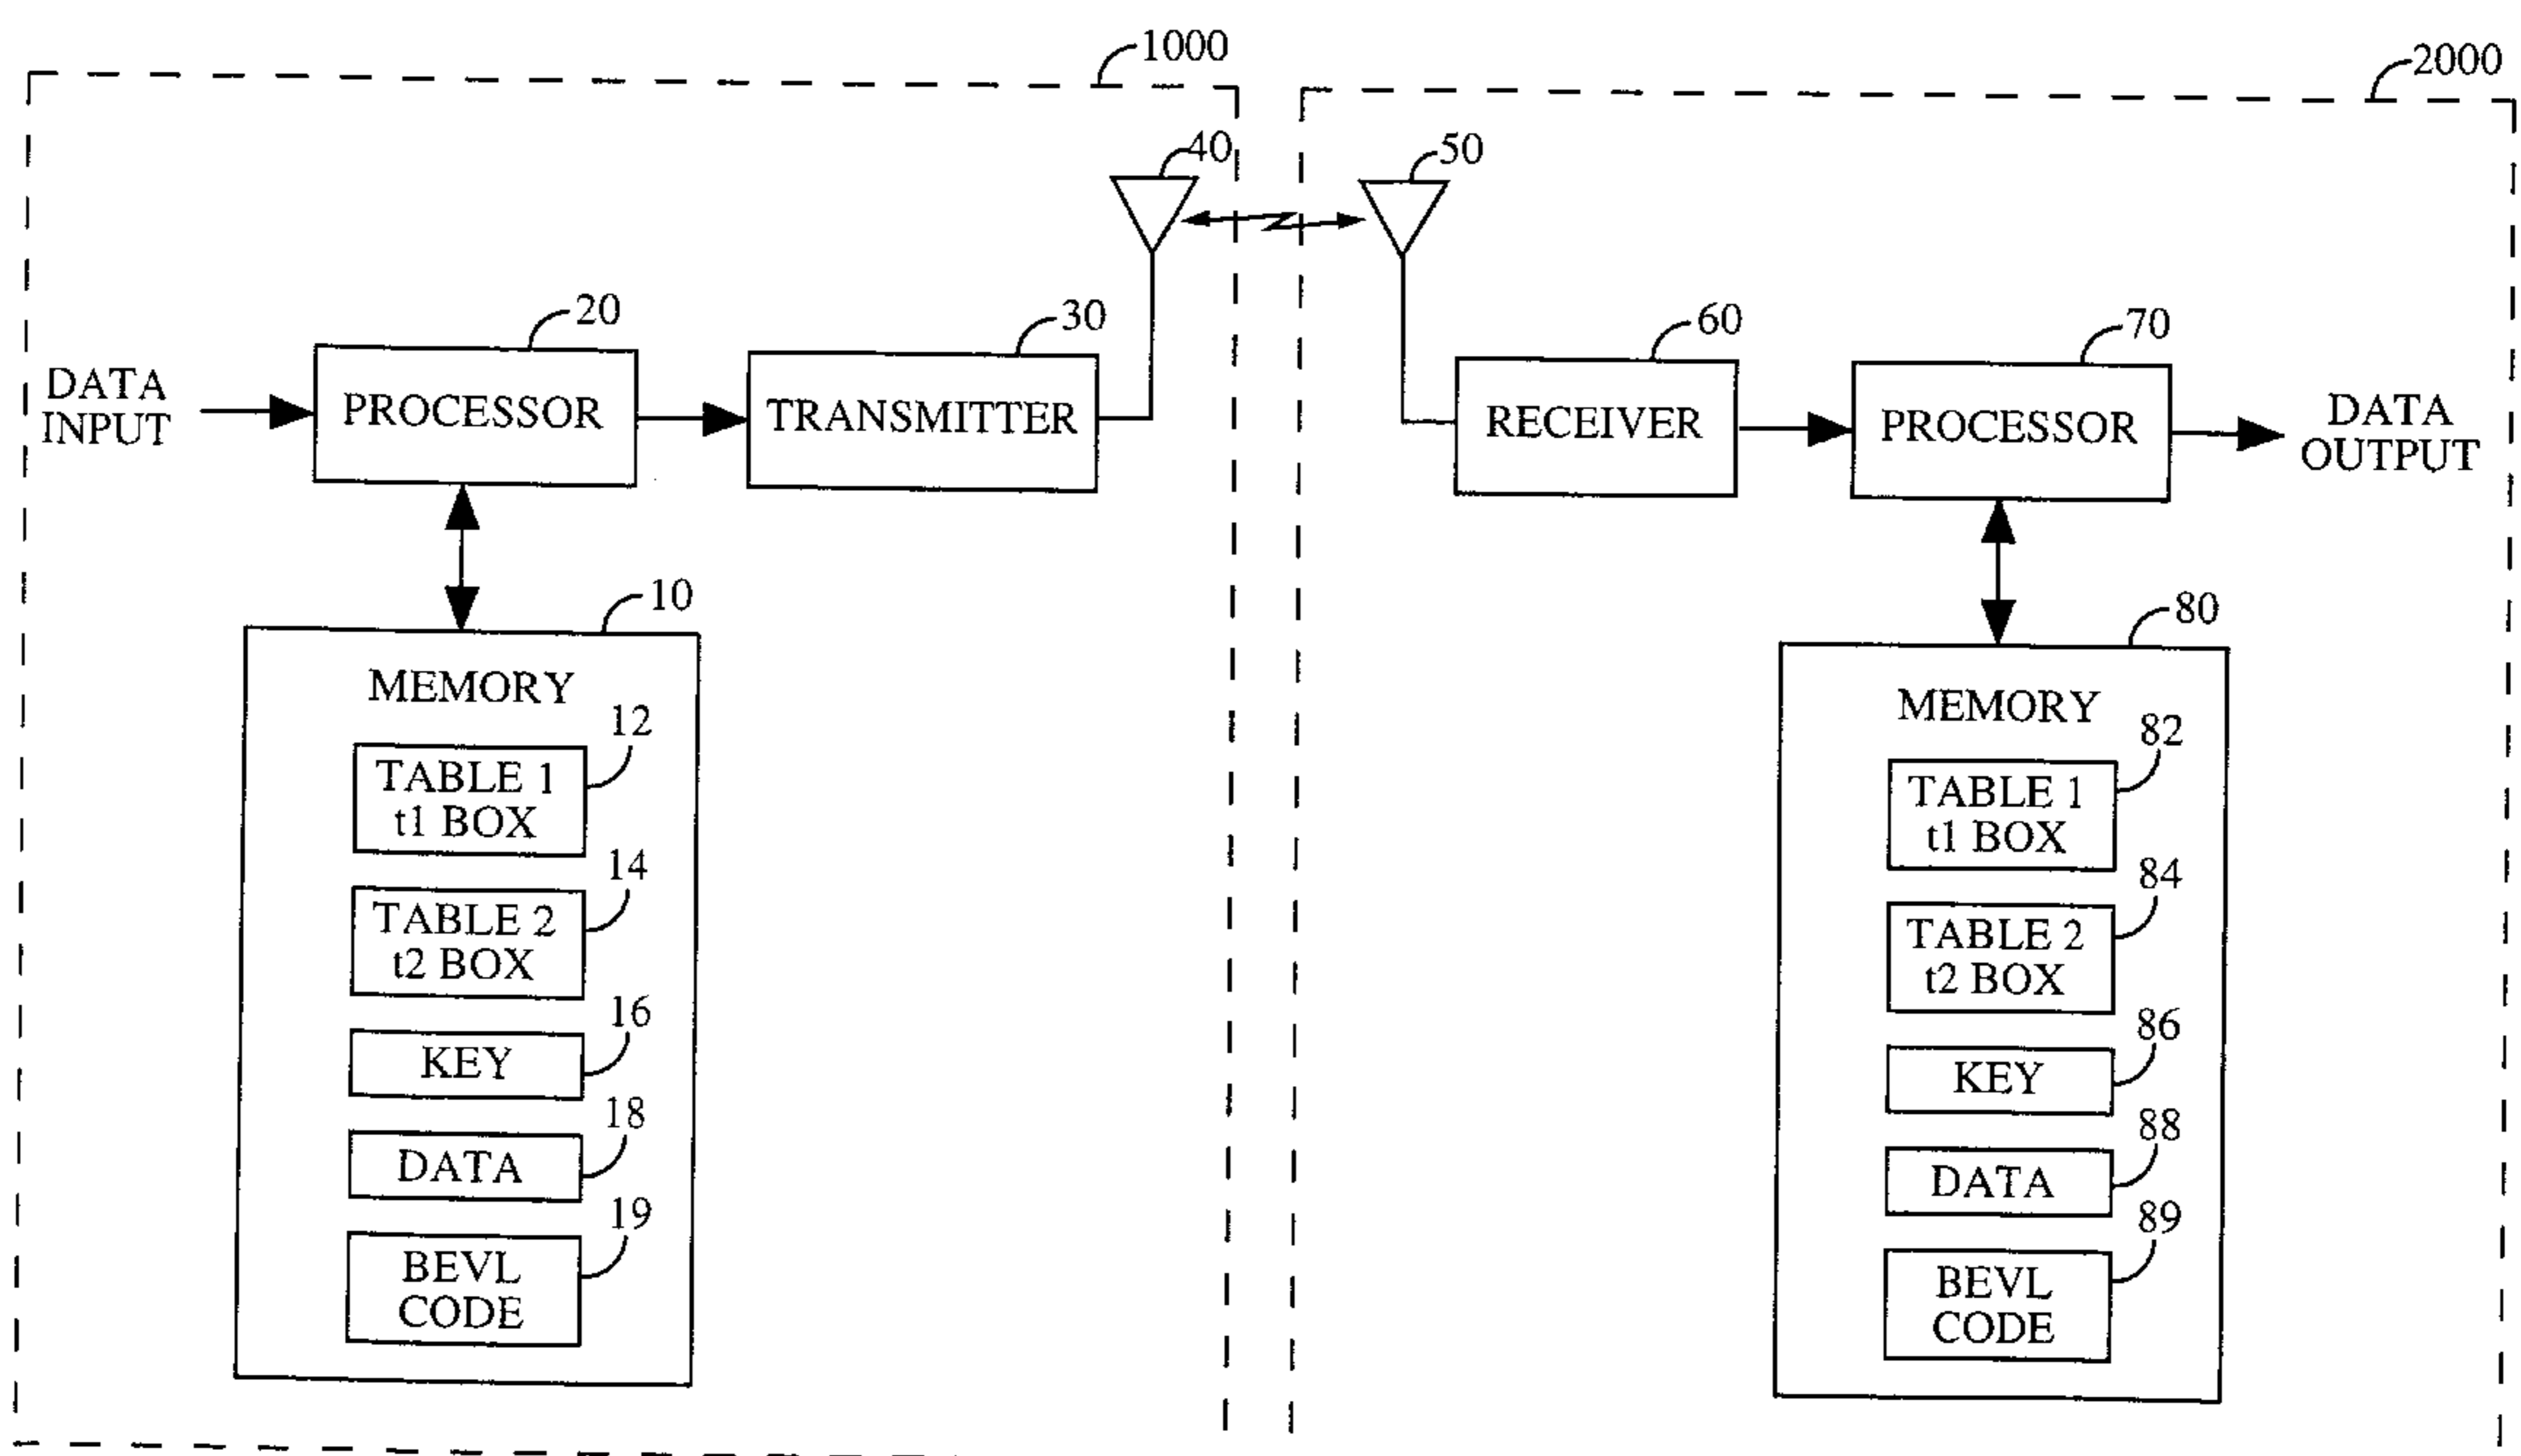 1000
2000
40
50
20
30
60
70
DATA
INPUT
PROCESSOR
TRANSMITTER
RECEIVER
PROCESSOR
DATA
OUTPUT
10
MEMORY
12
TABLE 1
t1 BOX
14
TABLE 2
t2 BOX
16
KEY
18
DATA
19
BEVL
CODE
80
MEMORY
82
TABLE 1
t1 BOX
84
TABLE 2
t2 BOX
86
KEY
88
DATA
89
BEVL
CODE